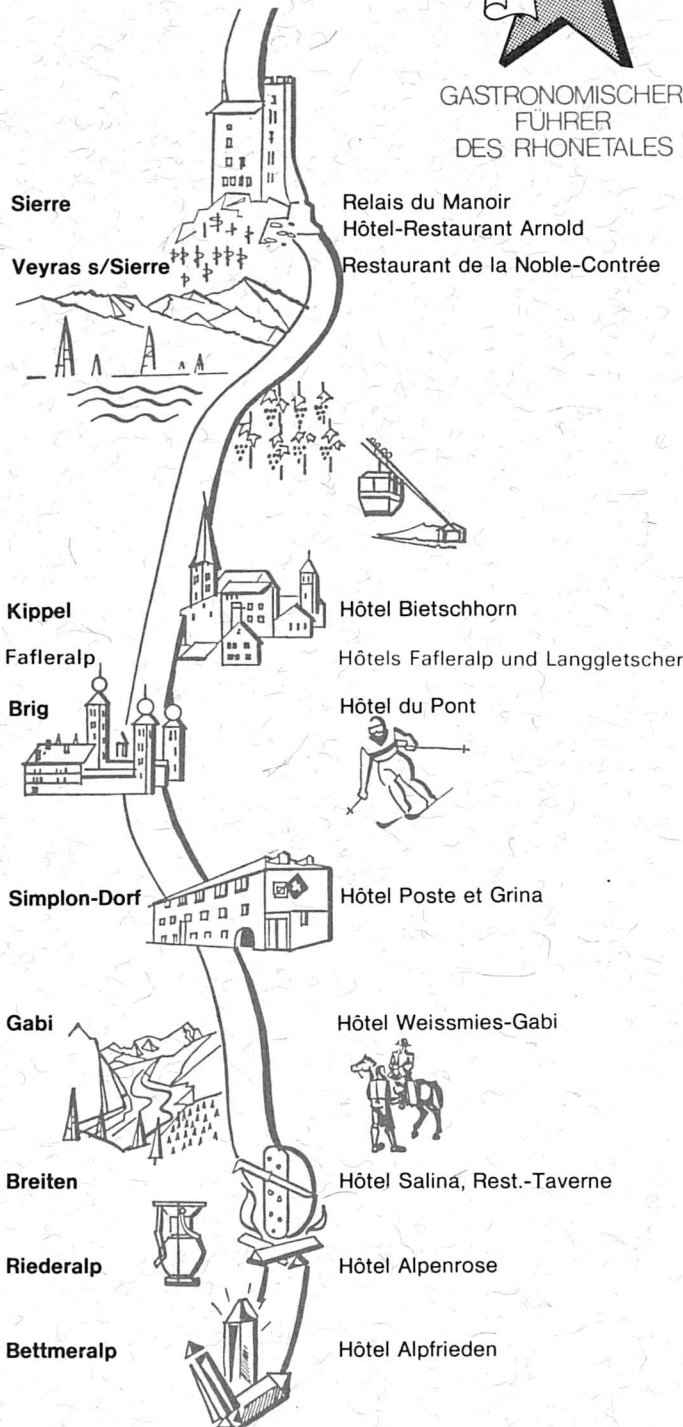 GASTRONOMISCHER
FÜHRER
DES RHONETALES
Sierre Relais du Manoir
Hôtel-Restaurant Arnold
Veyras s/Sierre Restaurant de la Noble-Contrée
Kippel Hôtel Bietschhorn
Fafleralp Hôtels Fafleralp und Langgletscher
Brig Hôtel du Pont
Simplon-Dorf Hôtel Poste et Grina
Gabi Hôtel Weissmies-Gabi
Breiten Hôtel Salina, Rest.-Taverne
Riederalp Hôtel Alpenrose
Bettmeralp Hôtel Alpfrieden